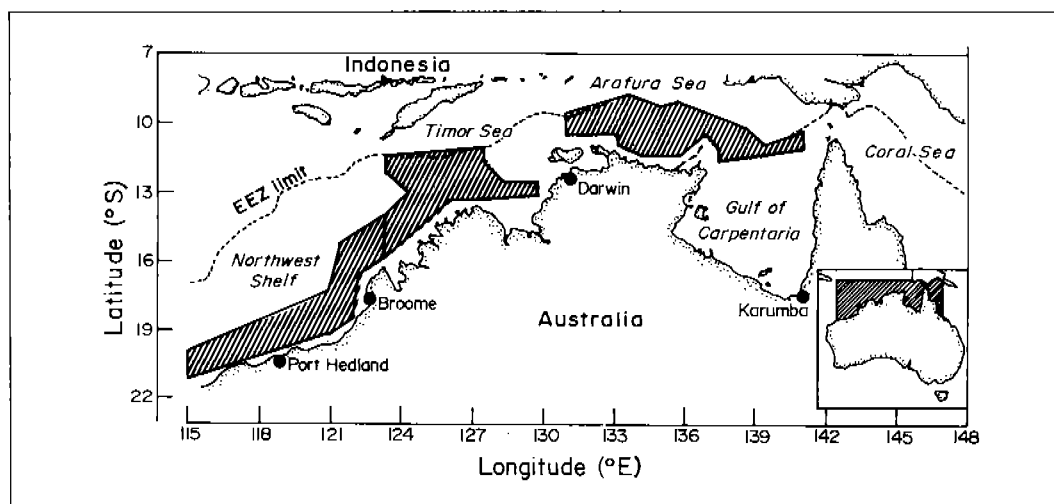 7
10
13
16
19
22
Latitude (°S)
Indonesia
Arafura Sea
Timor Sea
Coral Sea
EEZ limit
Darwin
Gulf of
Carpentaria
Northwest
Shelf
Broome
Karumba
Australia
Port Hedland
115 118 121 124 127 130 133 136 139 142 145 148
Longitude (°E)